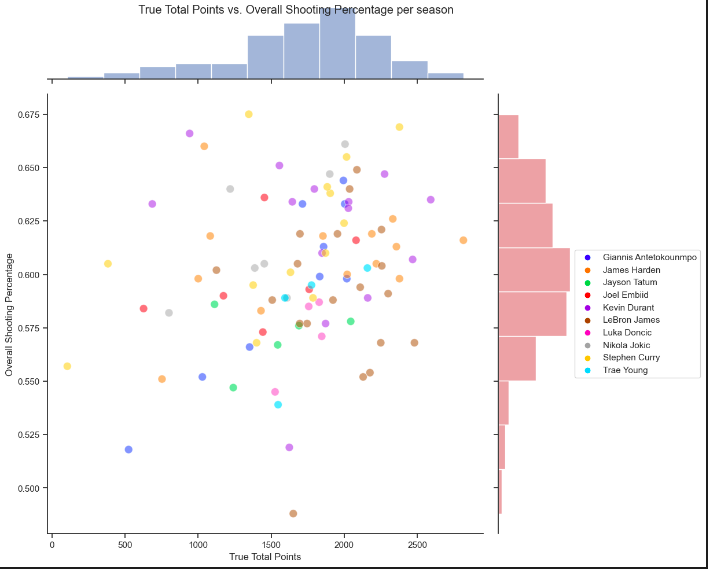 True Total Points vs. Overall Shooting Percentage per season
0.675
0.650
0.625
0.600
0.575
0.550
0.525
0.500
Overall Shooting Percentage
0
500
1000
1500
2000
2500
True Total Points
Giannis Antetokounmpo
James Harden
Jayson Tatum
Joel Embiid
Kevin Durant
LeBron James
Luka Doncic
Nikola Jokic
Stephen Curry
Trae Young